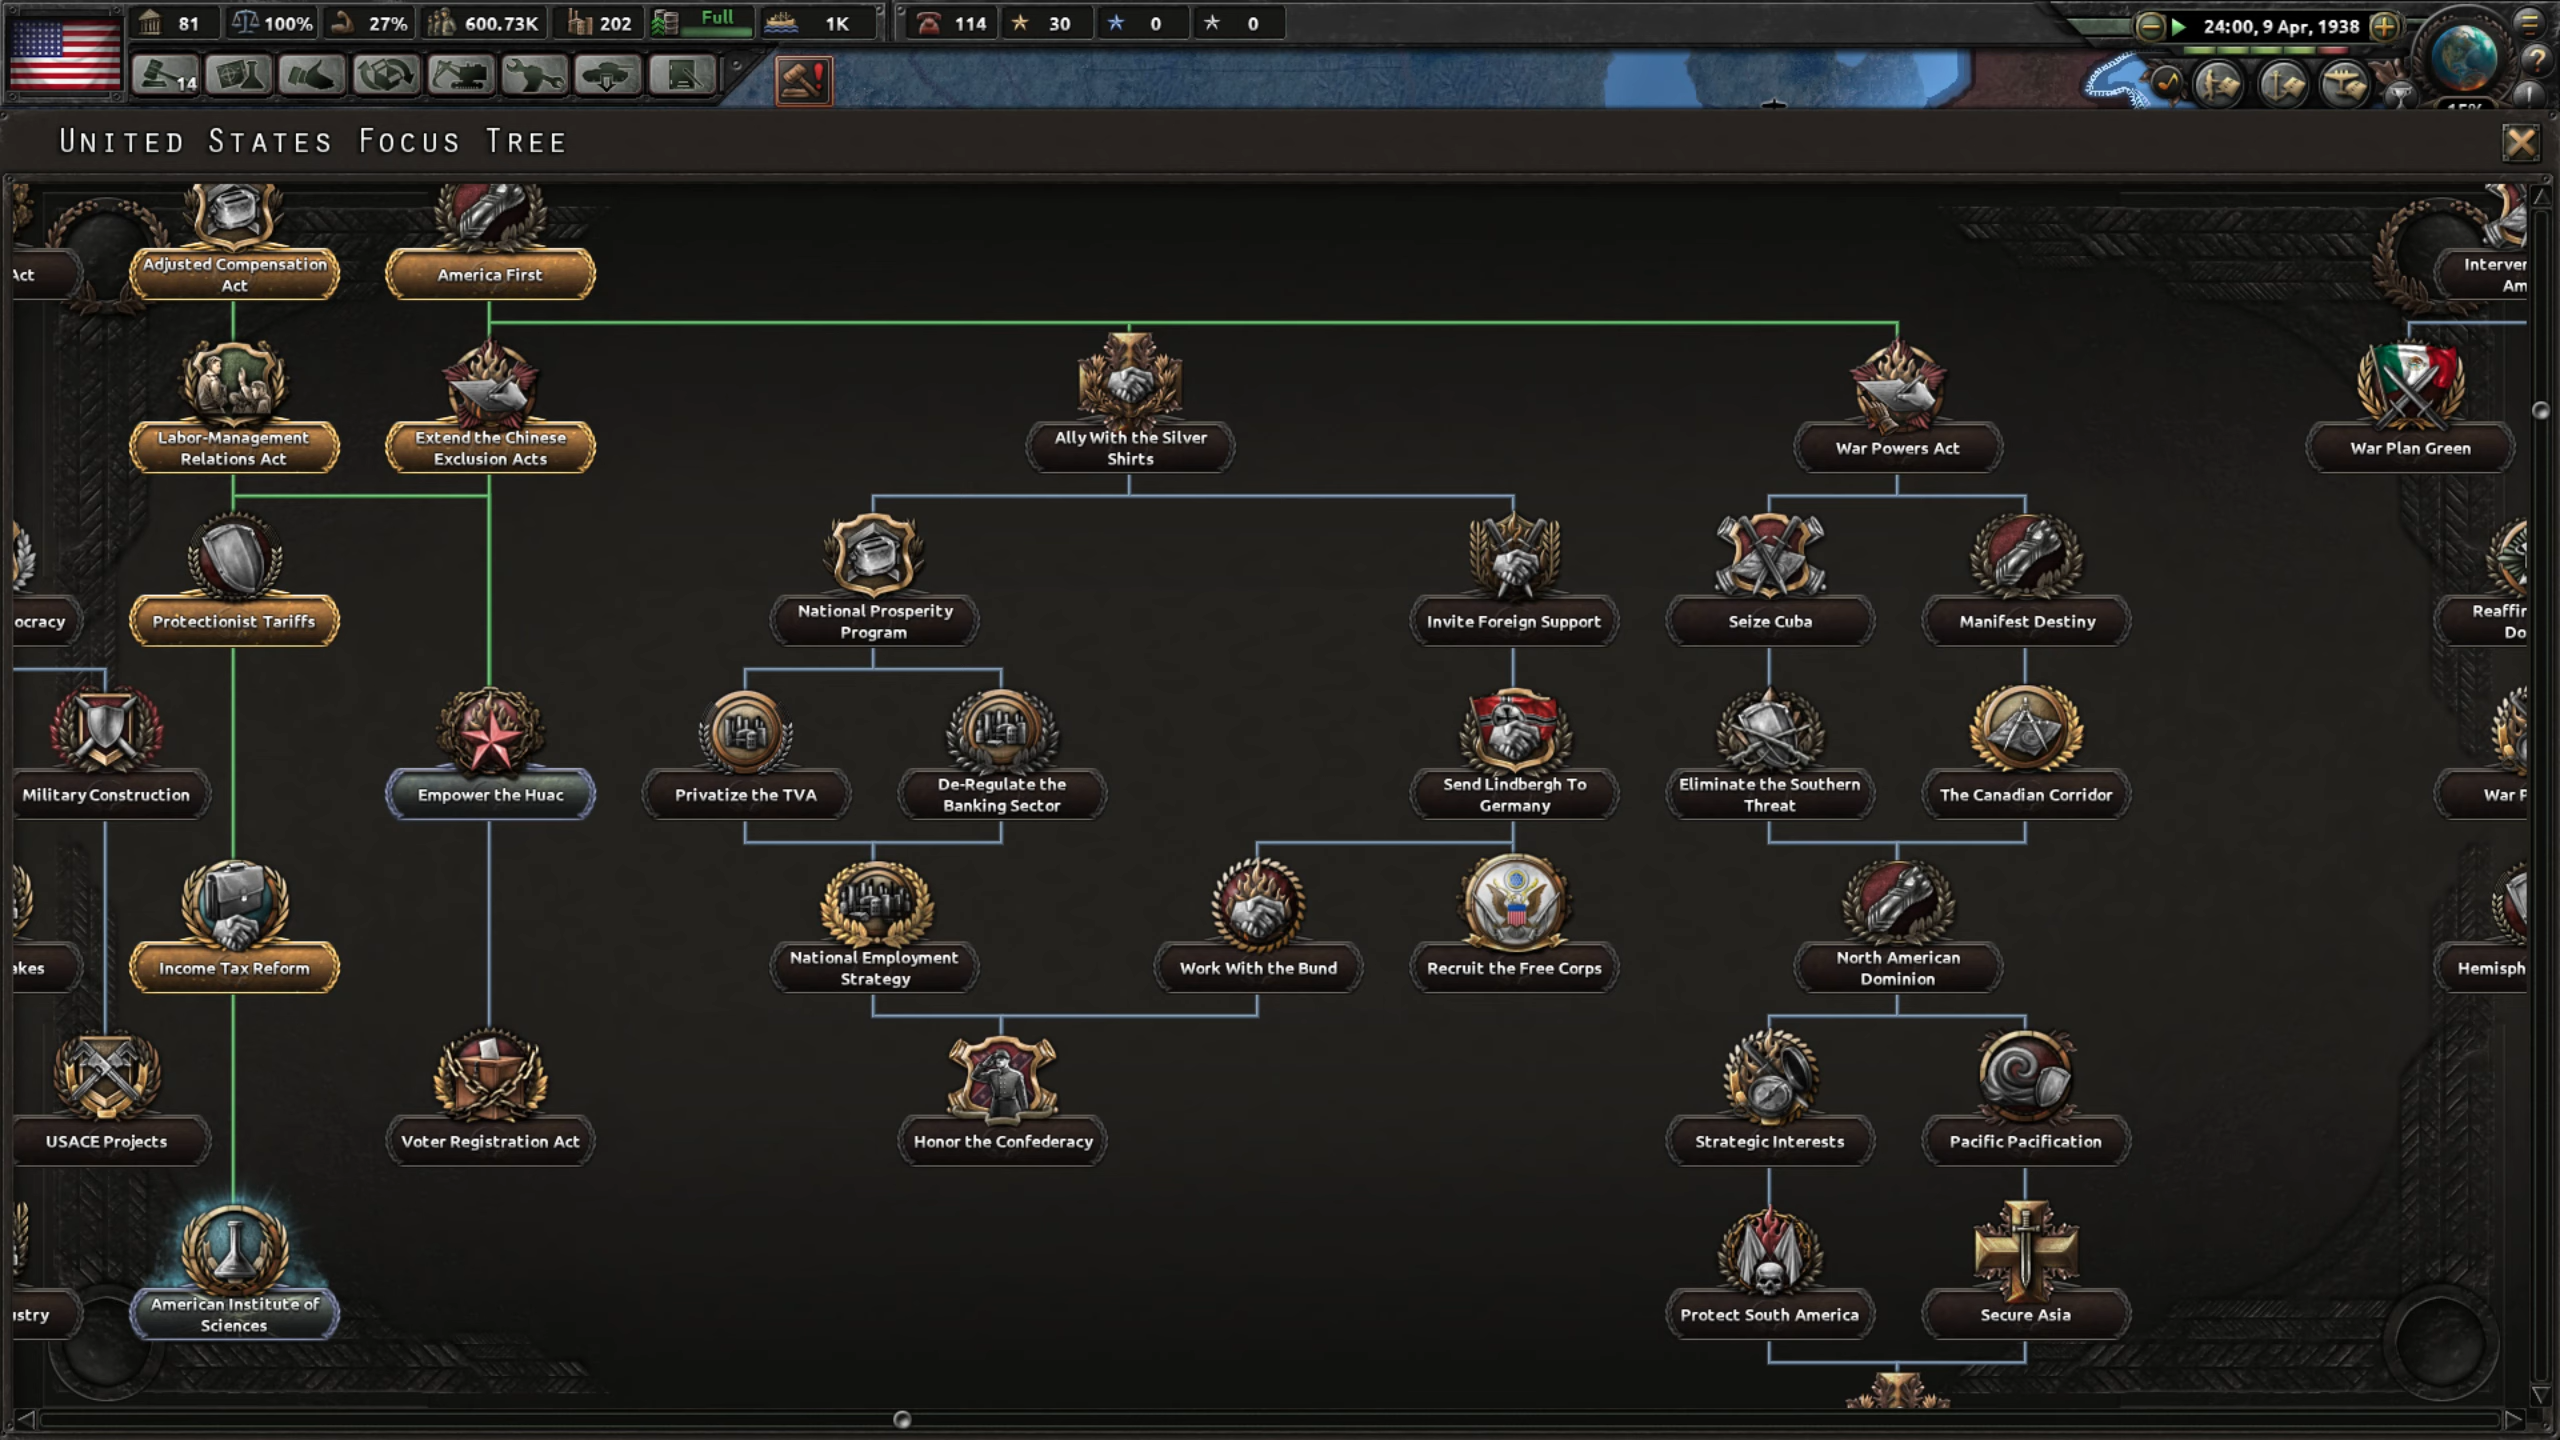 81
100%
27%
600.73K
202
Full
1K
114
30
0
0
24:00, 9 Apr, 1938
14
UNITED STATES FOCUS TREE
Act
Adjusted Compensation
Act
America First
Labor-Management
Relations Act
Extend the Chinese
Exclusion Acts
Ally With the Silver
Shirts
War Powers Act
War Plan Green
ocracy
Protectionist Tariffs
National Prosperity
Program
Invite Foreign Support
Seize Cuba
Manifest Destiny
Military Construction
Empower the Huac
Privatize the TVA
De-Regulate the
Banking Sector
Send Lindbergh To
Germany
Eliminate the Southern
Threat
The Canadian Corridor
War P
akes
Income Tax Reform
National Employment
Strategy
Work With the Bund
Recruit the Free Corps
North American
Dominion
Hemisph
USACE Projects
Voter Registration Act
Honor the Confederacy
Strategic Interests
Pacific Pacification
ustry
American Institute of
Sciences
Protect South America
Secure Asia